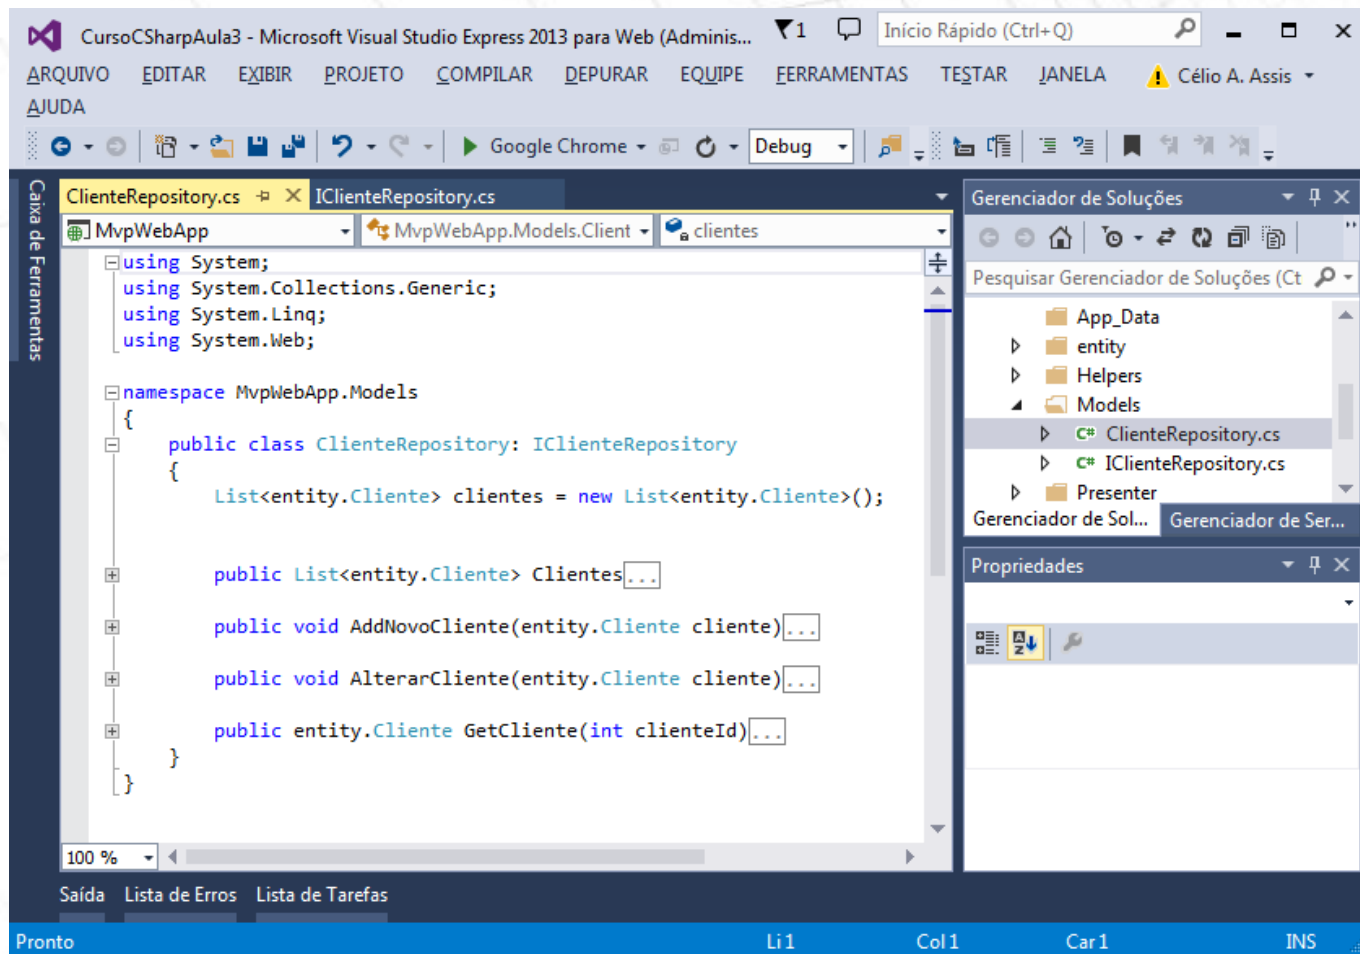 CursoCSharpAula3 - Microsoft Visual Studio Express 2013 para Web (Adminis... 1 Início Rápido (Ctrl+Q)
ARQUIVO EDITAR EXIBIR PROJETO COMPILAR DEPURAR EQUIPE FERRAMENTAS TESTAR JANELA Célio A. Assis
AJUDA
Google Chrome Debug
Caixa de Ferramentas
ClienteRepository.cs IClienteRepository.cs
MvpWebApp MvpWebApp.Models.Client clientes
using System;
using System.Collections.Generic;
using System.Linq;
using System.Web;
namespace MvpWebApp.Models
{
public class ClienteRepository: IClienteRepository
{
List<entity.Cliente> clientes = new List<entity.Cliente>();
public List<entity.Cliente> Clientes...
public void AddNovoCliente(entity.Cliente cliente)...
public void AlterarCliente(entity.Cliente cliente)...
public entity.Cliente GetCliente(int clienteId)...
}
}
100 %
Gerenciador de Soluções
Pesquisar Gerenciador de Soluções (Ct
App_Data
entity
Helpers
Models
C# ClienteRepository.cs
C# IClienteRepository.cs
Presenter
Gerenciador de Sol... Gerenciador de Ser...
Propriedades
Saída Lista de Erros Lista de Tarefas
Pronto Li 1 Col 1 Car 1 INS